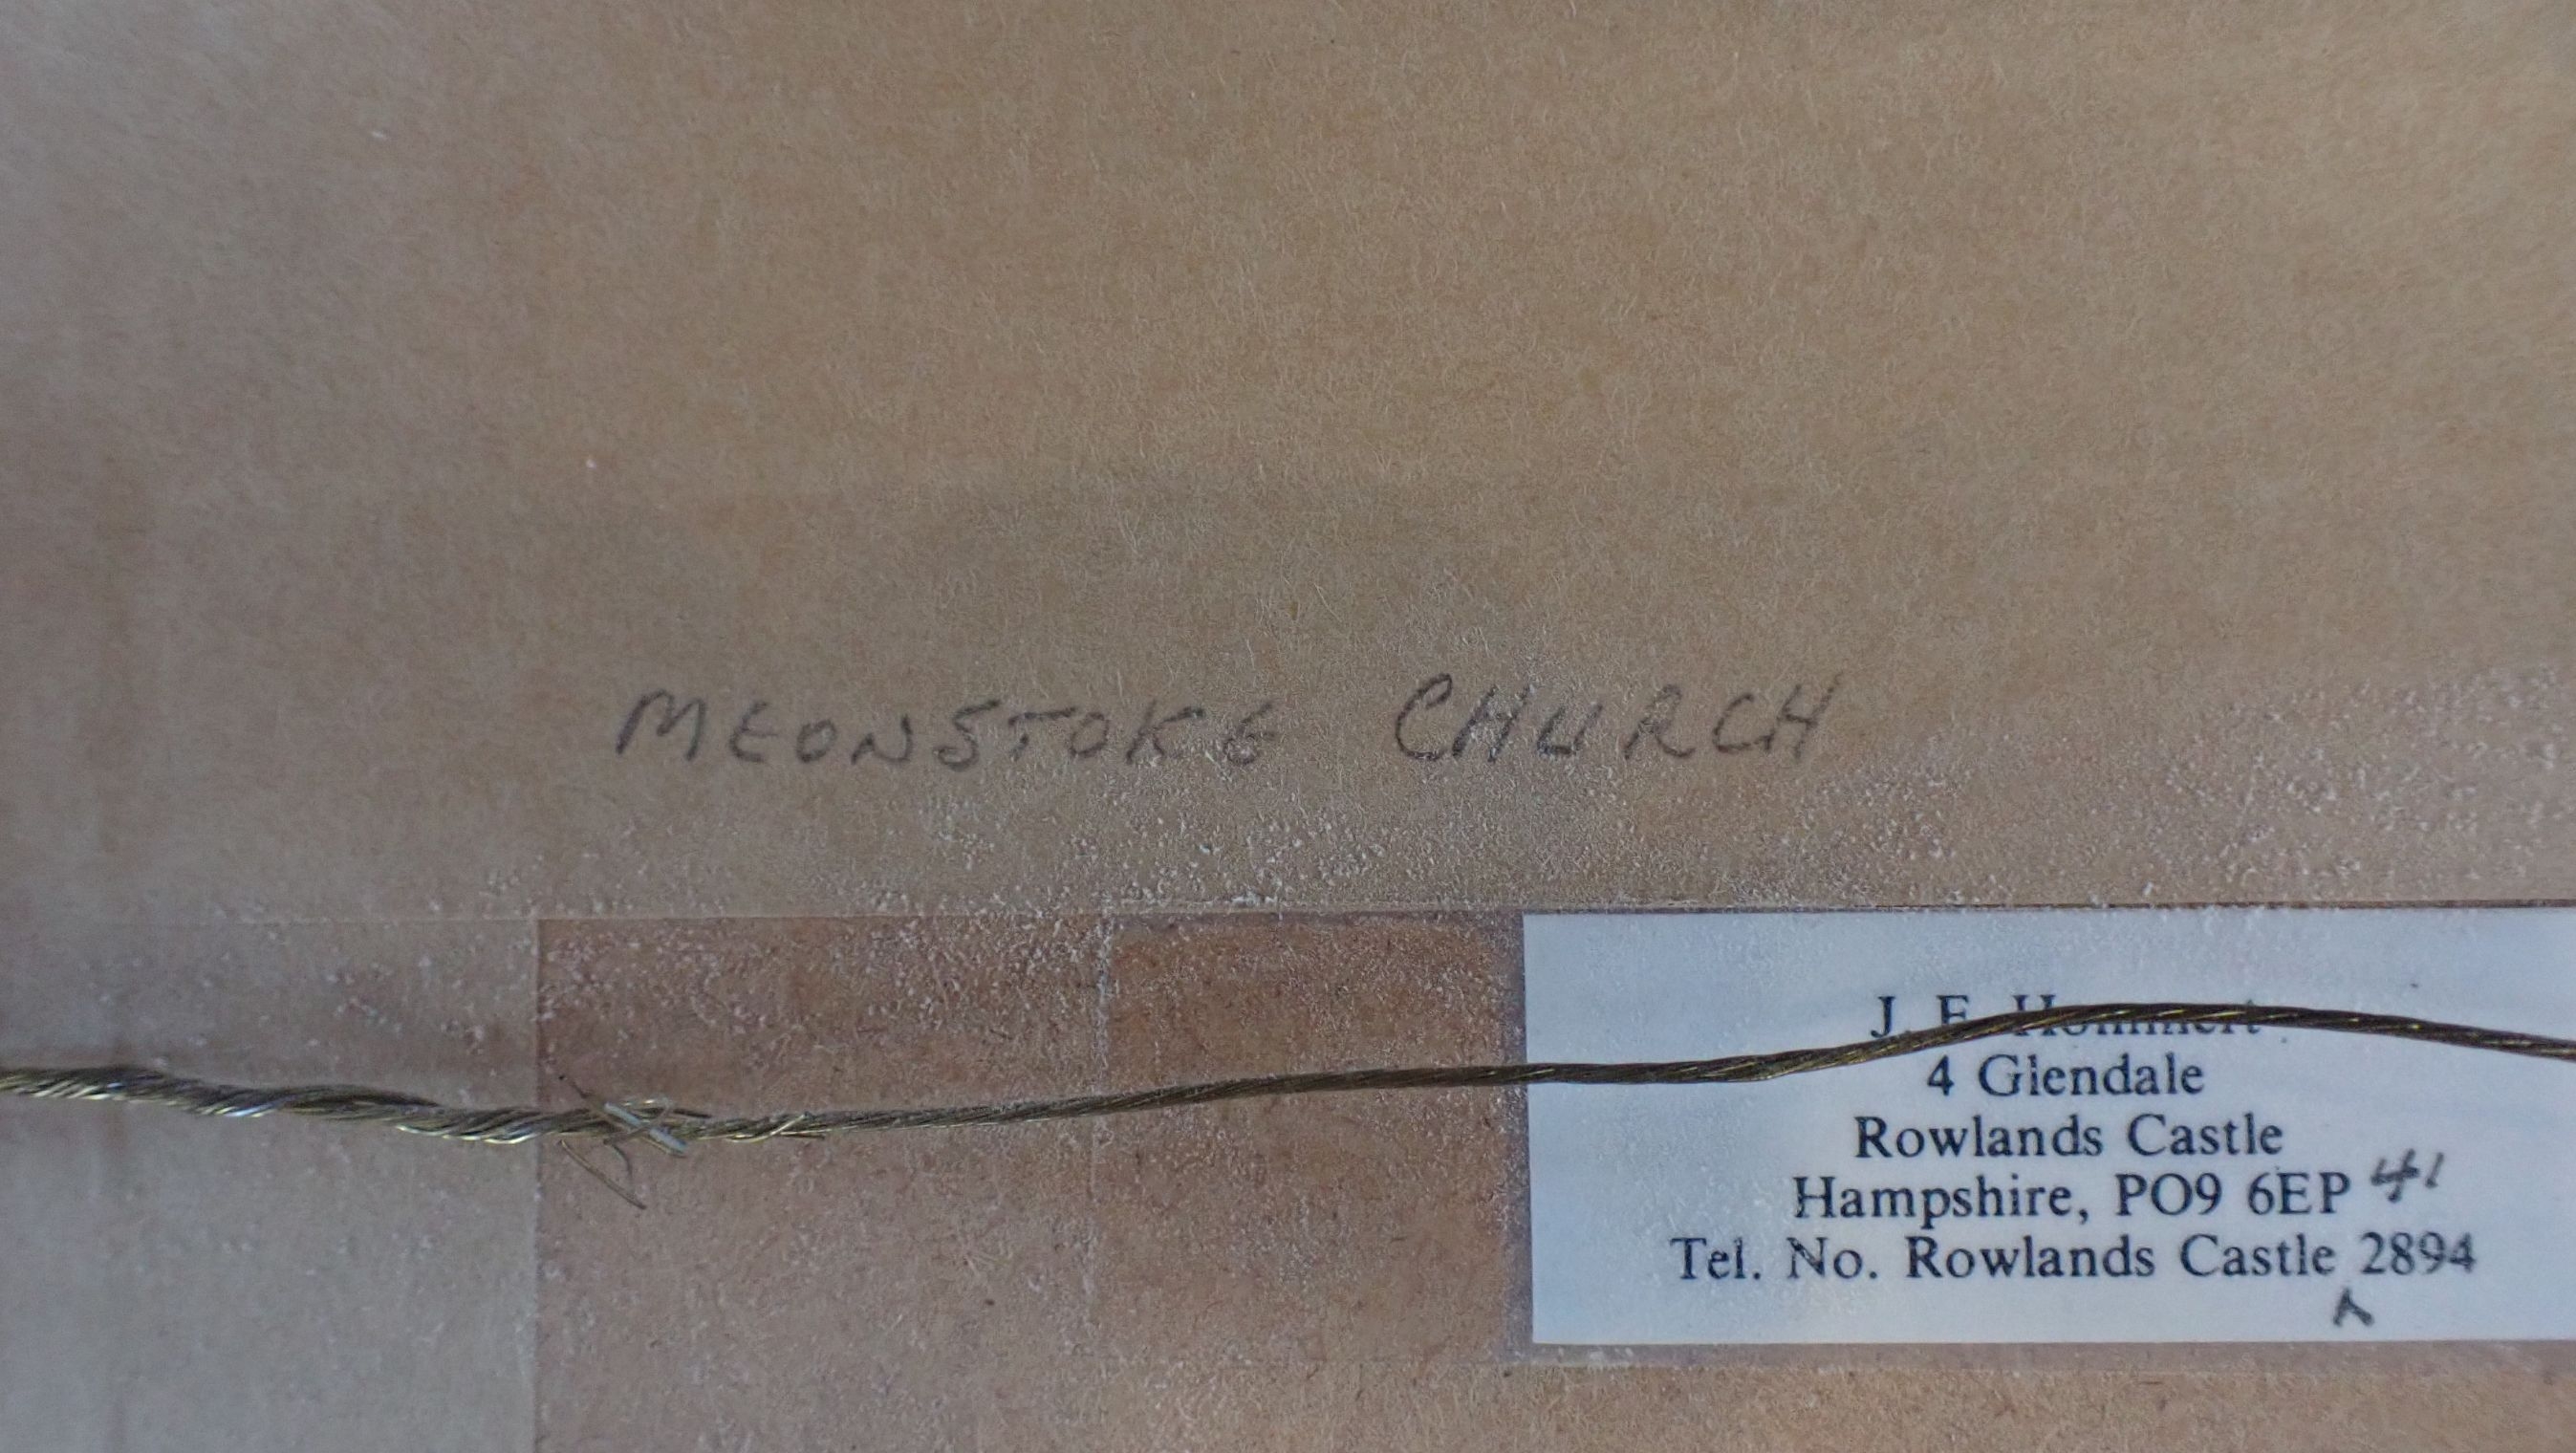 MEONSTOKE CHURCH
J. F.
4 Glendale
Rowlands Castle
Hampshire, PO9 6EP
41
Tel. No. Rowlands Castle ʌ 2894